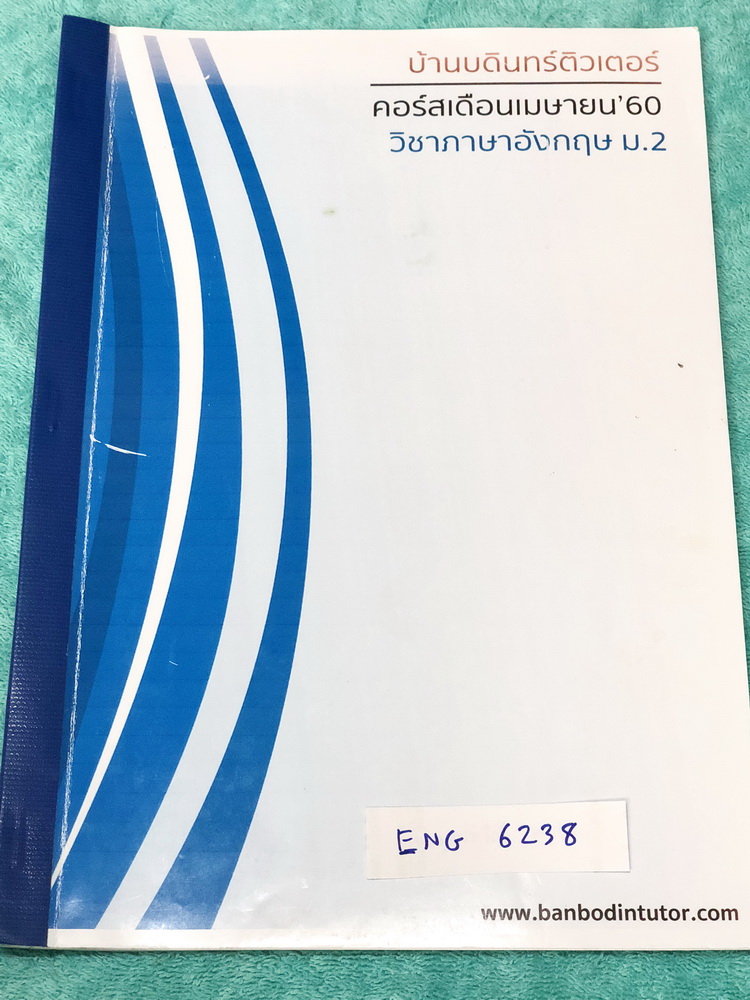 บ้านบดินทร์ติวเตอร์
คอร์สเดือนเมษายน'60
วิชาภาษาอังกฤษ ม.2
ENG 6238
www.banbodintutor.com